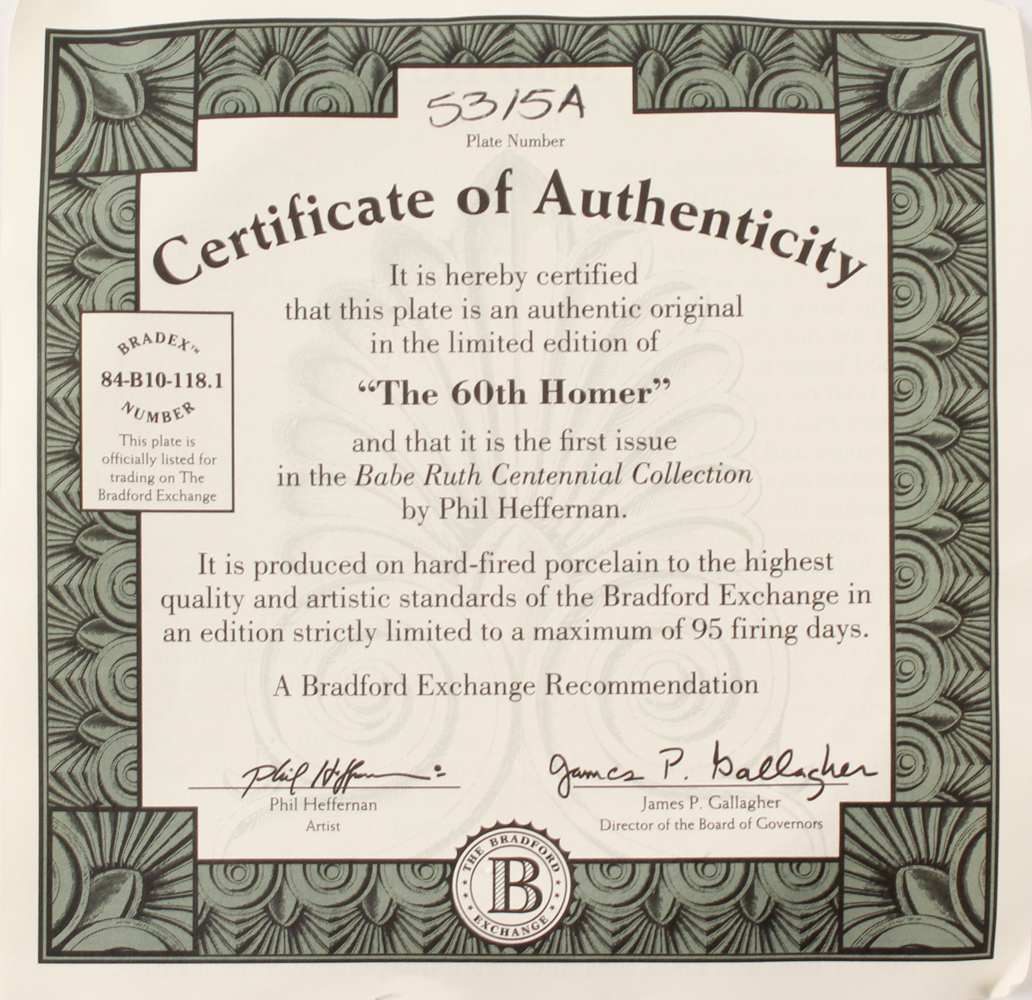 5315A
Plate Number
Certificate of Authenticity
It is hereby certified
that this plate is an authentic original
in the limited edition of
“The 60th Homer”
and that it is the first issue
in the Babe Ruth Centennial Collection
by Phil Heffernan.
BRADEX™
84-B10-118.1
NUMBER
This plate is
officially listed for
trading on The
Bradford Exchange
It is produced on hard-fired porcelain to the highest
quality and artistic standards of the Bradford Exchange in
an edition strictly limited to a maximum of 95 firing days.
A Bradford Exchange Recommendation
Phil Heffernan
Phil Heffernan
Artist
James P. Gallagher
James P. Gallagher
Director of the Board of Governors
THE BRADFORD
B
EXCHANGE